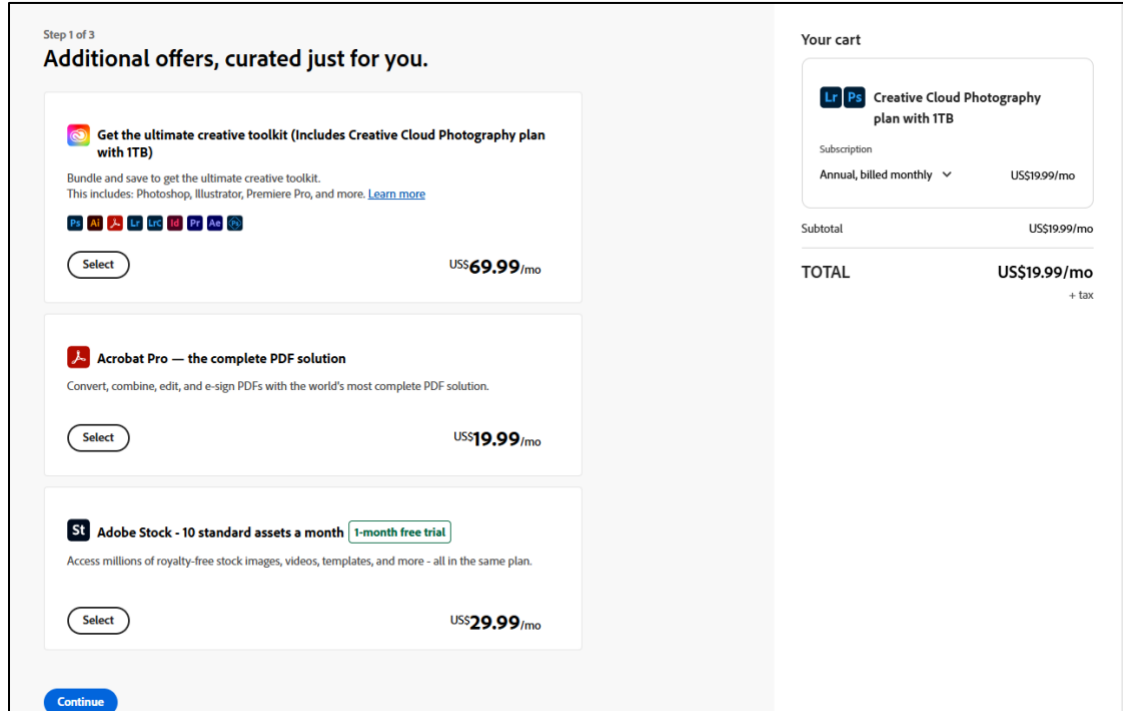 Step 1 of 3
Additional offers, curated just for you.
Get the ultimate creative toolkit (Includes Creative Cloud Photography plan
with 1TB)
Bundle and save to get the ultimate creative toolkit.
This includes: Photoshop, Illustrator, Premiere Pro, and more. Learn more
Ps Ai Lr LrC Id Pr Ae Ps
Select
US$69.99/mo
Acrobat Pro — the complete PDF solution
Convert, combine, edit, and e-sign PDFs with the world's most complete PDF solution.
Select
US$19.99/mo
St Adobe Stock - 10 standard assets a month 1-month free trial
Access millions of royalty-free stock images, videos, templates, and more - all in the same plan.
Select
US$29.99/mo
Continue
Your cart
Lr Ps Creative Cloud Photography
plan with 1TB
Subscription
Annual, billed monthly US$19.99/mo
Subtotal US$19.99/mo
TOTAL US$19.99/mo
+ tax